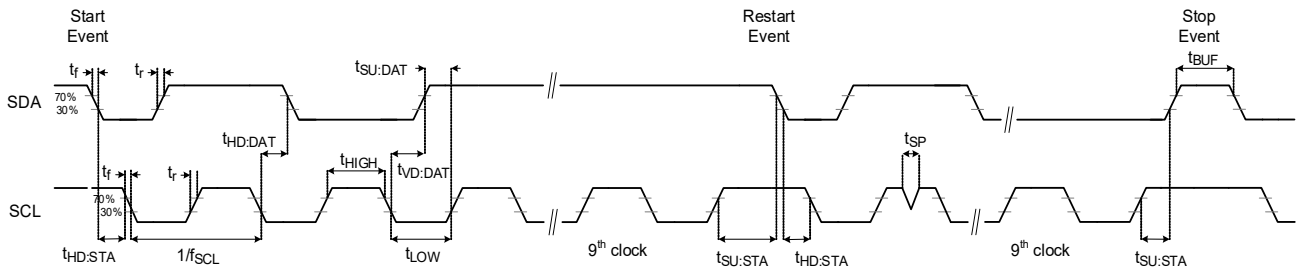 Start
Event
Restart
Event
Stop
Event
tf
tr
tSU:DAT
tBUF
SDA
70%
30%
tHD:DAT
tHIGH
tVD:DAT
tSP
tf
tr
SCL
70%
30%
tHD:STA
1/fSCL
tLOW
9th clock
tSU:STA
tHD:STA
9th clock
tSU:STA